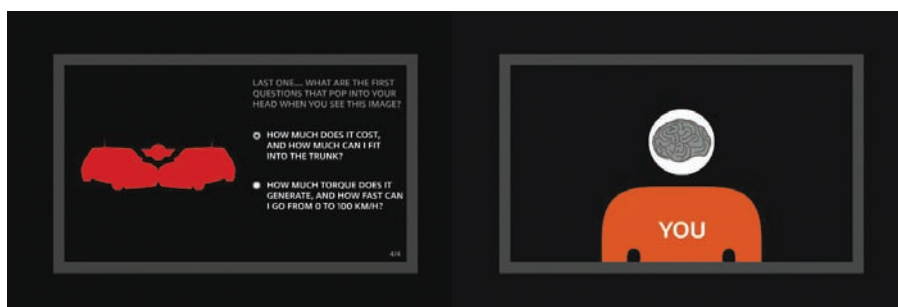 LAST ONE... WHAT ARE THE FIRST
QUESTIONS THAT POP INTO YOUR
HEAD WHEN YOU SEE THIS IMAGE?
HOW MUCH DOES IT COST,
AND HOW MUCH CAN I FIT
INTO THE TRUNK?
HOW MUCH TORQUE DOES IT
GENERATE, AND HOW FAST CAN
I GO FROM 0 TO 100 KM/H?
4/4
YOU